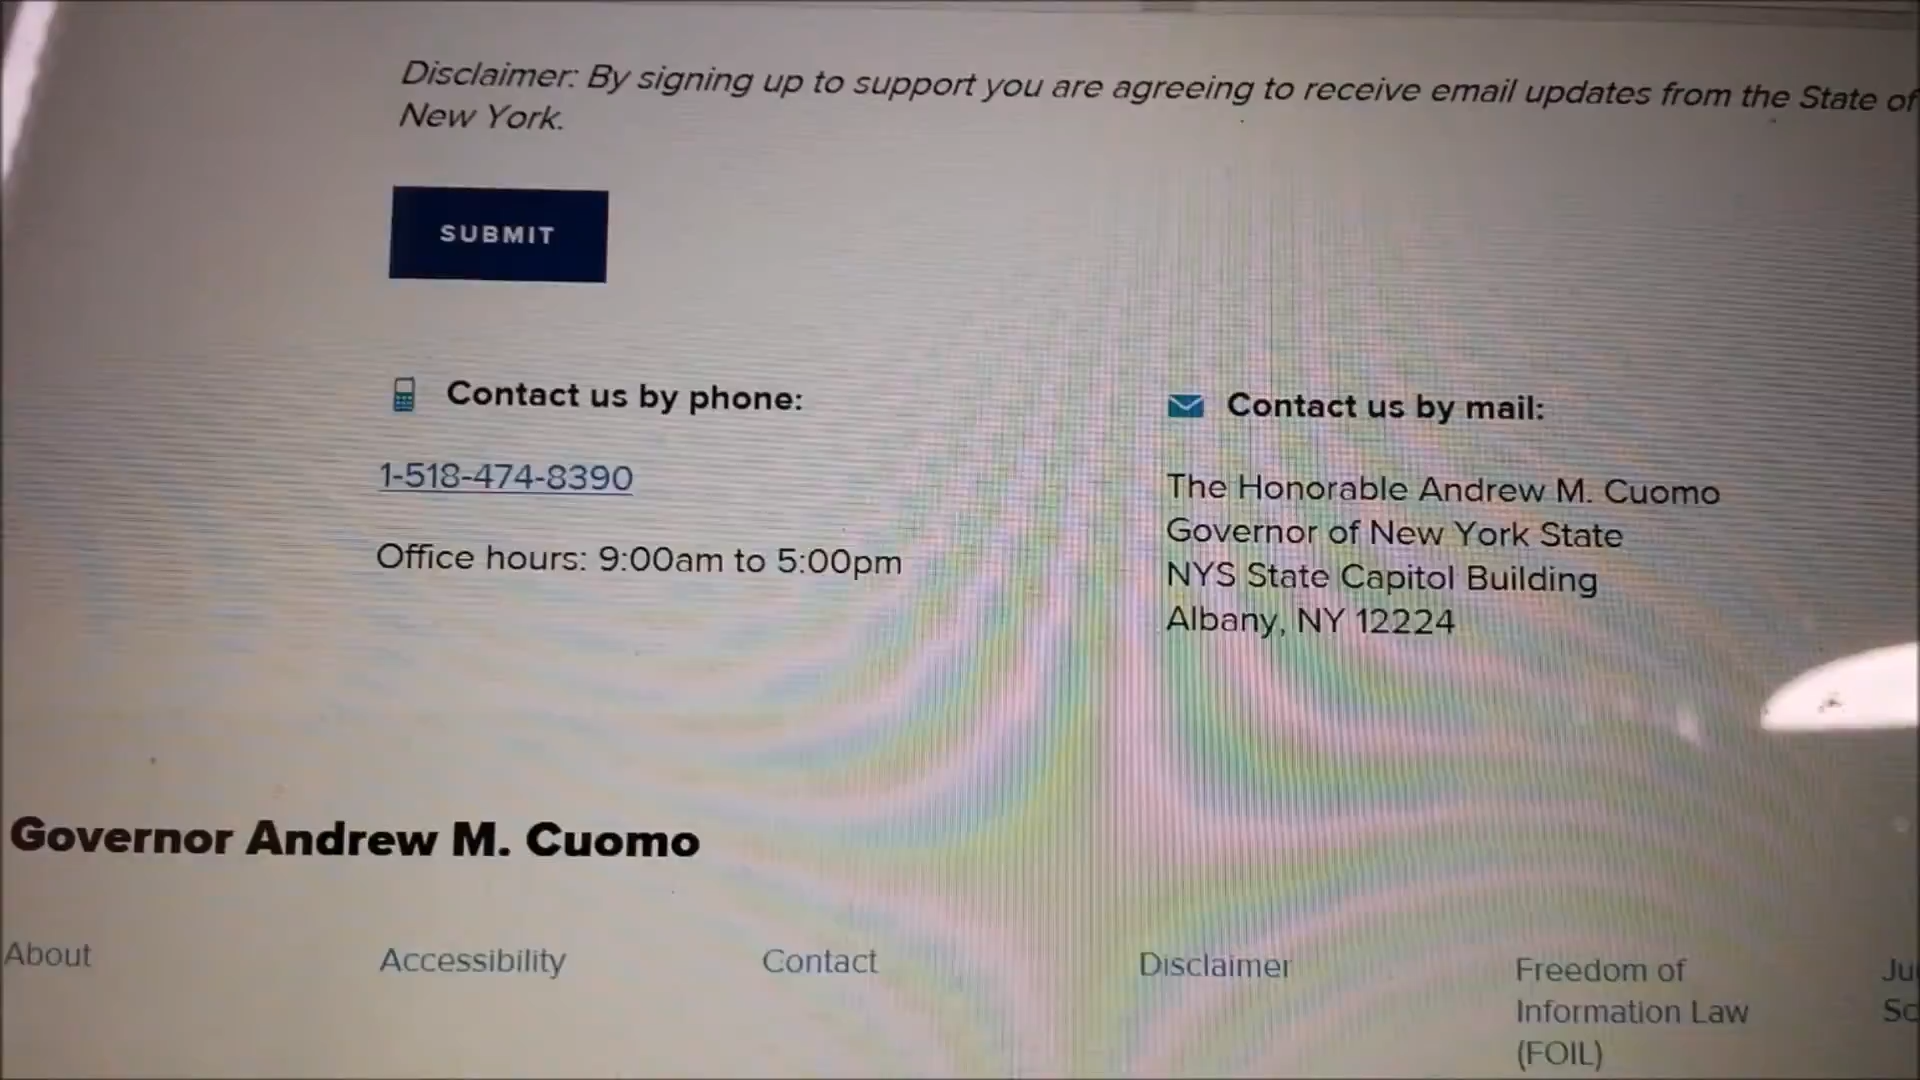 Disclaimer: By signing up to support you are agreeing to receive email updates from the State of
New York.
SUBMIT
Contact us by phone:
1-518-474-8390
Office hours: 9:00am to 5:00pm
Contact us by mail:
The Honorable Andrew M. Cuomo
Governor of New York State
NYS State Capitol Building
Albany, NY 12224
Governor Andrew M. Cuomo
About
Accessibility
Contact
Disclaimer
Freedom of
Information Law
(FOIL)